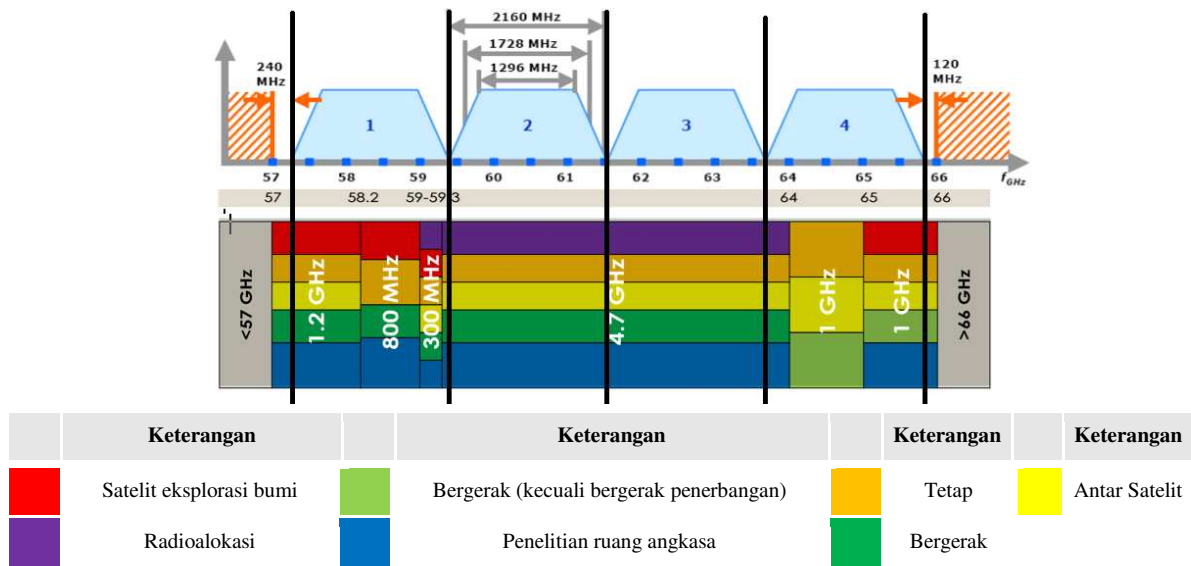 2160 MHz
1728 MHz
1296 MHz
240 MHz
120 MHz
1 2 3 4
57 58 59 60 61 62 63 64 65 66 fGHz
57 58.2 59-59.3 64 65 66
<57 GHz
1.2 GHz
800 MHz
300 MHz
4.7 GHz
1 GHz
1 GHz
>66 GHz
Keterangan Keterangan Keterangan Keterangan
Satelit eksplorasi bumi Bergerak (kecuali bergerak penerbangan) Tetap Antar Satelit
Radioalokasi Penelitian ruang angkasa Bergerak